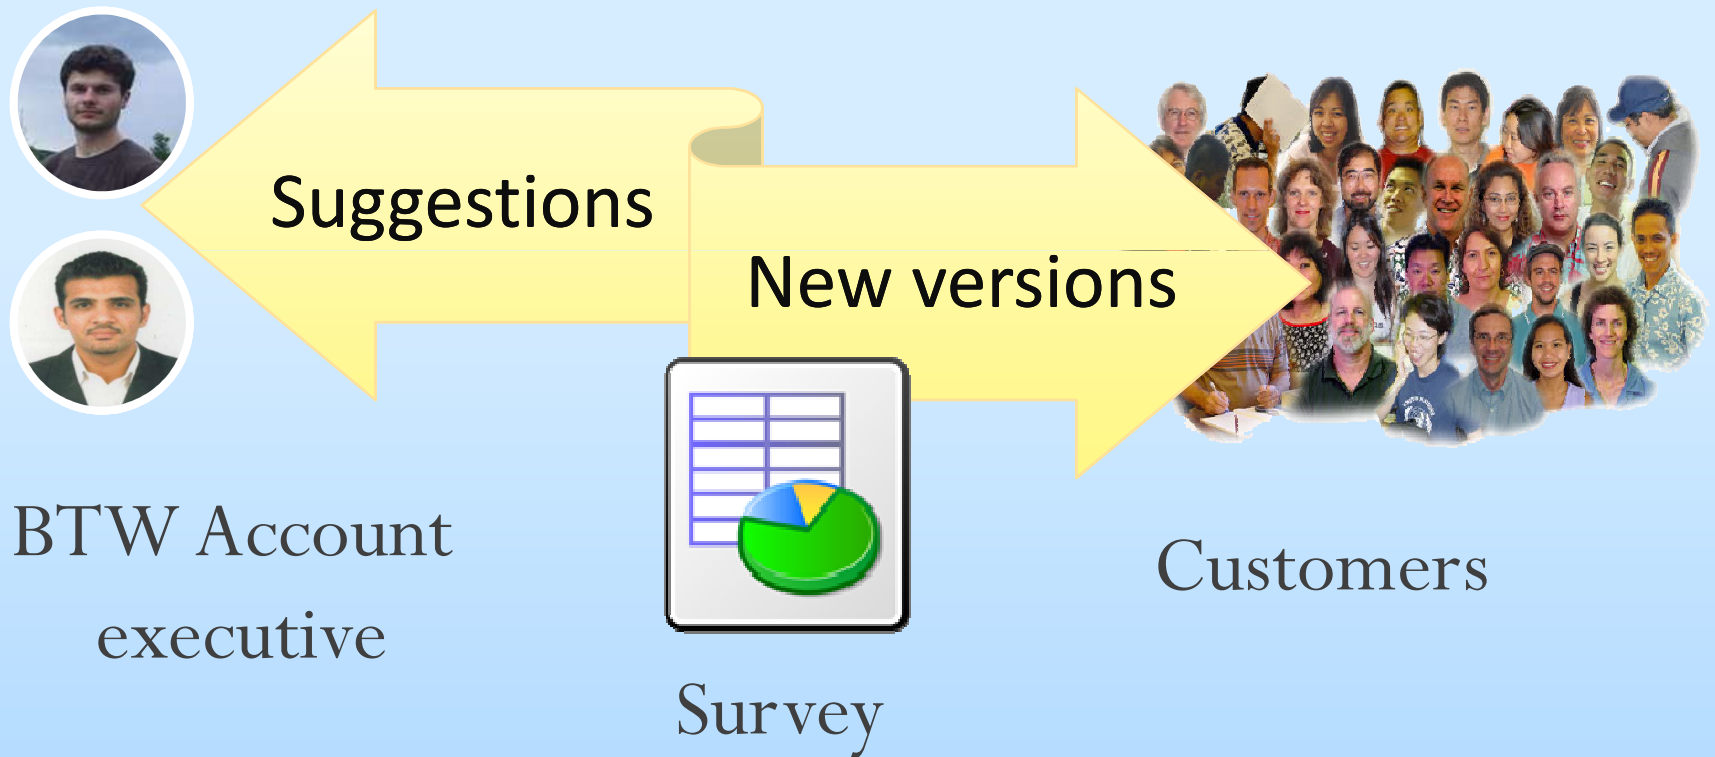 Suggestions
New versions
BTW Account
executive
Customers
Survey